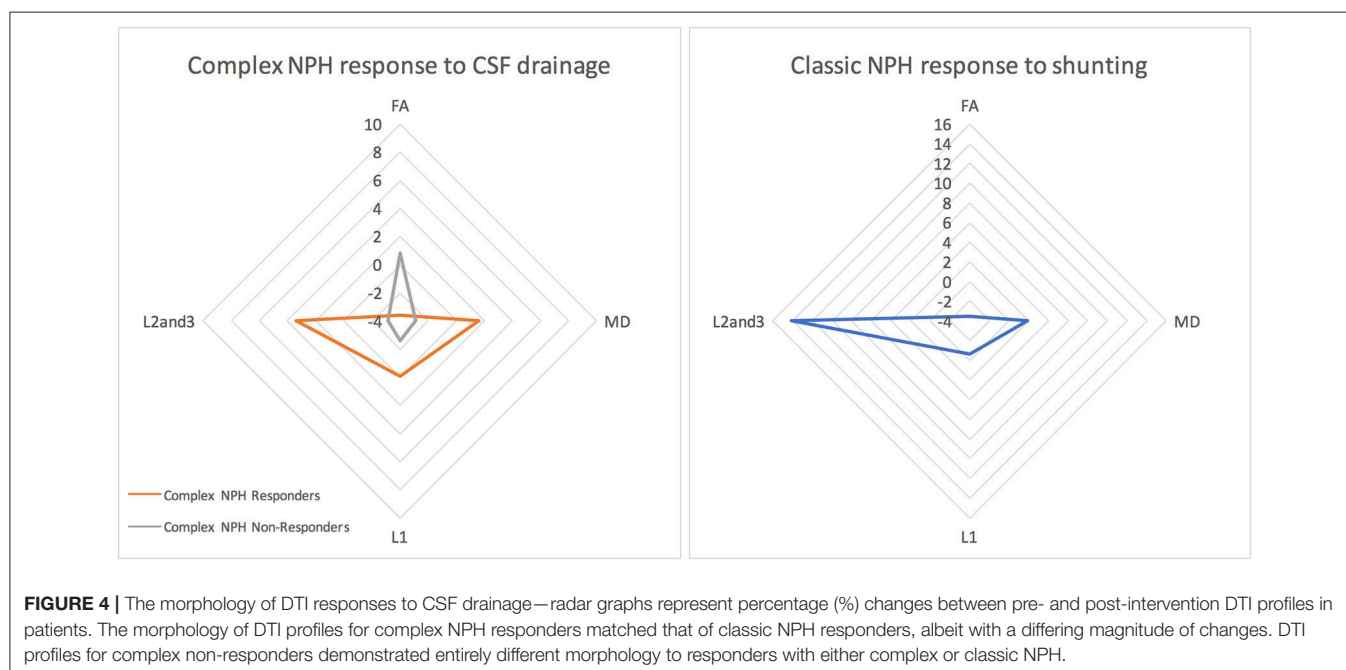 Complex NPH response to CSF drainage
FA
10
8
6
4
2
0
-2
-4
L2and3
MD
L1
Complex NPH Responders
Complex NPH Non-Responders
Classic NPH response to shunting
FA
16
14
12
10
8
6
4
2
0
-2
-4
L2and3
MD
L1
FIGURE 4 | The morphology of DTI responses to CSF drainage—radar graphs represent percentage (%) changes between pre- and post-intervention DTI profiles in
patients. The morphology of DTI profiles for complex NPH responders matched that of classic NPH responders, albeit with a differing magnitude of changes. DTI
profiles for complex non-responders demonstrated entirely different morphology to responders with either complex or classic NPH.